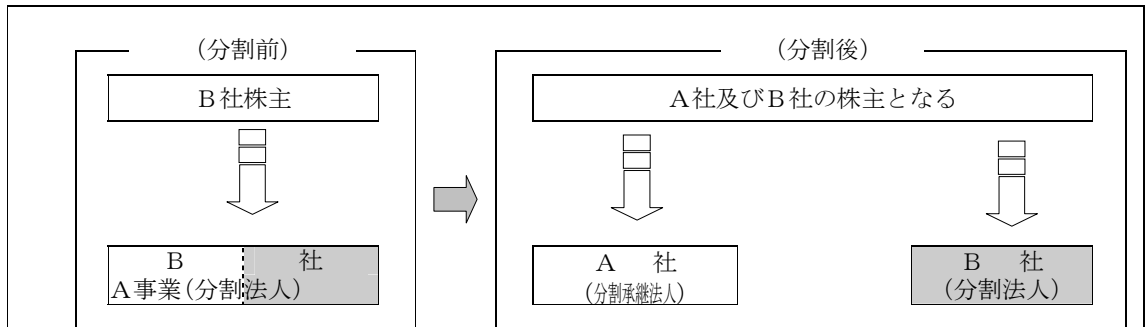 (分割前)
B社株主
B 社
A事業(分割法人)
(分割後)
A社及びB社の株主となる
A 社
(分割承継法人)
B 社
(分割法人)